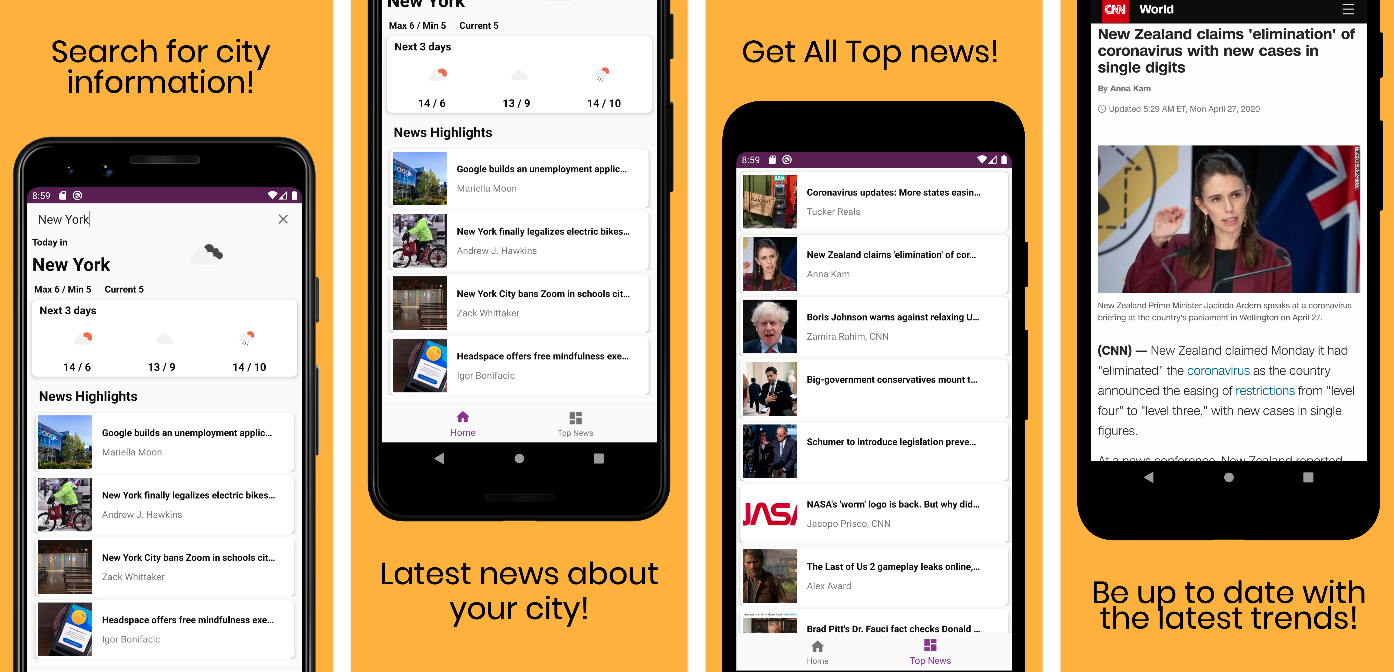 Search for city
information!
8:59
New York
Today in
New York
Max 6 / Min 5 Current 5
Next 3 days
14 / 6 13 / 9 14 / 10
News Highlights
Google builds an unemployment applic...
Mariella Moon
New York finally legalizes electric bikes...
Andrew J. Hawkins
New York City bans Zoom in schools cit...
Zack Whittaker
Headspace offers free mindfulness exe...
Igor Bonifacic
New York
Max 6 / Min 5 Current 5
Next 3 days
14 / 6 13 / 9 14 / 10
News Highlights
Google builds an unemployment applic...
Mariella Moon
New York finally legalizes electric bikes...
Andrew J. Hawkins
New York City bans Zoom in schools cit...
Zack Whittaker
Headspace offers free mindfulness exe...
Igor Bonifacic
Home Top News
Latest news about
your city!
Get All Top news!
8:59
Coronavirus updates: More states easin...
Tucker Reals
New Zealand claims 'elimination' of cor...
Anna Kam
Boris Johnson warns against relaxing U...
Zamira Rahim, CNN
Big-government conservatives mount t...
Schumer to introduce legislation preve...
NASA's 'worm' logo is back. But why did...
Jacopo Prisco, CNN
The Last of Us 2 gameplay leaks online,...
Alex Avard
Brad Pitt's Dr. Fauci fact checks Donald ...
Home Top News
CNN World
New Zealand claims 'elimination' of
coronavirus with new cases in
single digits
By Anna Kam
Updated 5:29 AM ET, Mon April 27, 2020
New Zealand Prime Minister Jacinda Ardern speaks at a coronavirus
briefing at the country's parliament in Wellington on April 27.
(CNN) — New Zealand claimed Monday it had
"eliminated" the coronavirus as the country
announced the easing of restrictions from "level
four" to "level three," with new cases in single
figures.
At a news conference, New Zealand reported
Be up to date with
the latest trends!